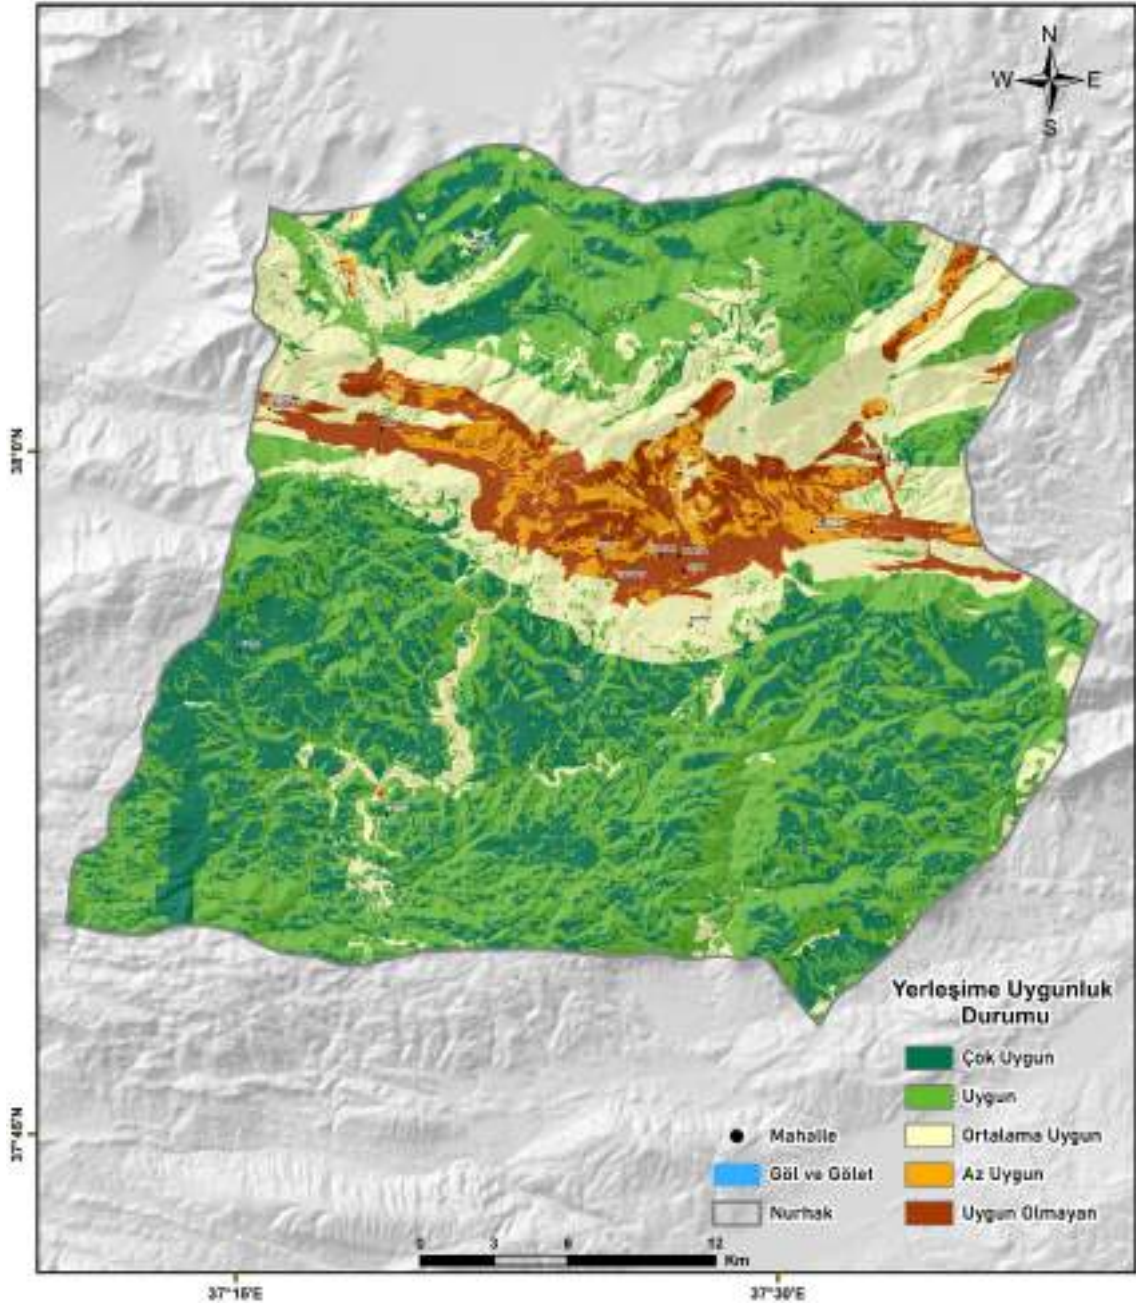 N
W E
S
38°0'N
37°45'N
Yerleşime Uygunluk
Durumu
Çok Uygun
Uygun
Mahalle
Ortalama Uygun
Göl ve Gölet
Az Uygun
Nurhak
Uygun Olmayan
0 3 6 12
Km
37°15'E 37°30'E